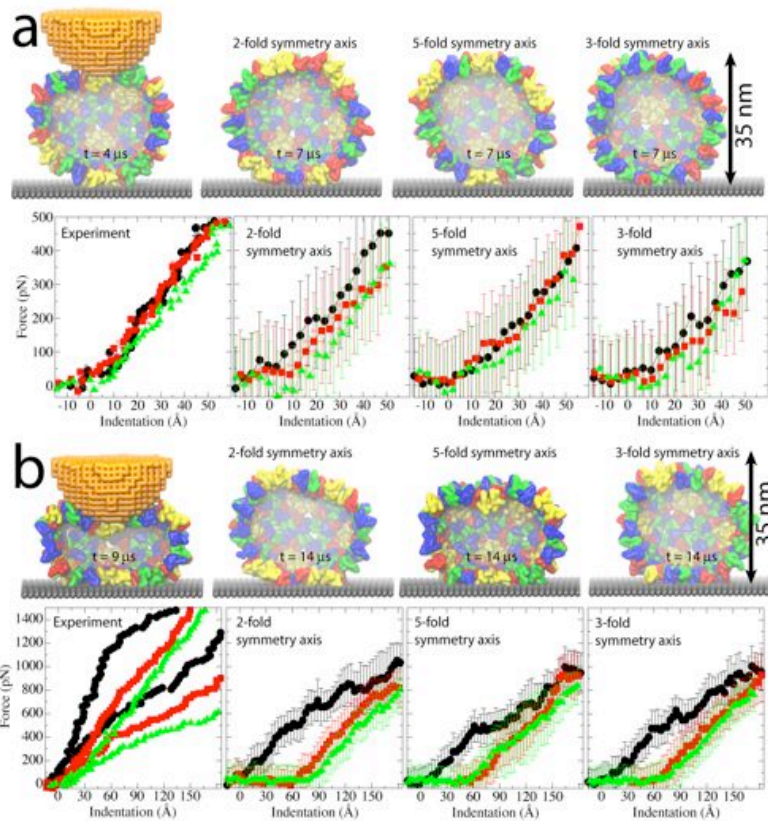 a
2-fold symmetry axis
5-fold symmetry axis
3-fold symmetry axis
35 nm
t = 4 µs
t = 7 µs
t = 7 µs
t = 7 µs
500
400
300
200
100
0
Force (pN)
Experiment
2-fold
symmetry axis
5-fold
symmetry axis
3-fold
symmetry axis
-10 0 10 20 30 40 50
-10 0 10 20 30 40 50
-10 0 10 20 30 40 50
-10 0 10 20 30 40 50
Indentation (Å)
Indentation (Å)
Indentation (Å)
Indentation (Å)
b
2-fold symmetry axis
5-fold symmetry axis
3-fold symmetry axis
35 nm
t = 9 µs
t = 14 µs
t = 14 µs
t = 14 µs
1400
1200
1000
800
600
400
200
0
Force (pN)
Experiment
2-fold
symmetry axis
5-fold
symmetry axis
3-fold
symmetry axis
0 30 60 90 120 150
0 30 60 90 120 150
0 30 60 90 120 150
0 30 60 90 120 150
Indentation (Å)
Indentation (Å)
Indentation (Å)
Indentation (Å)